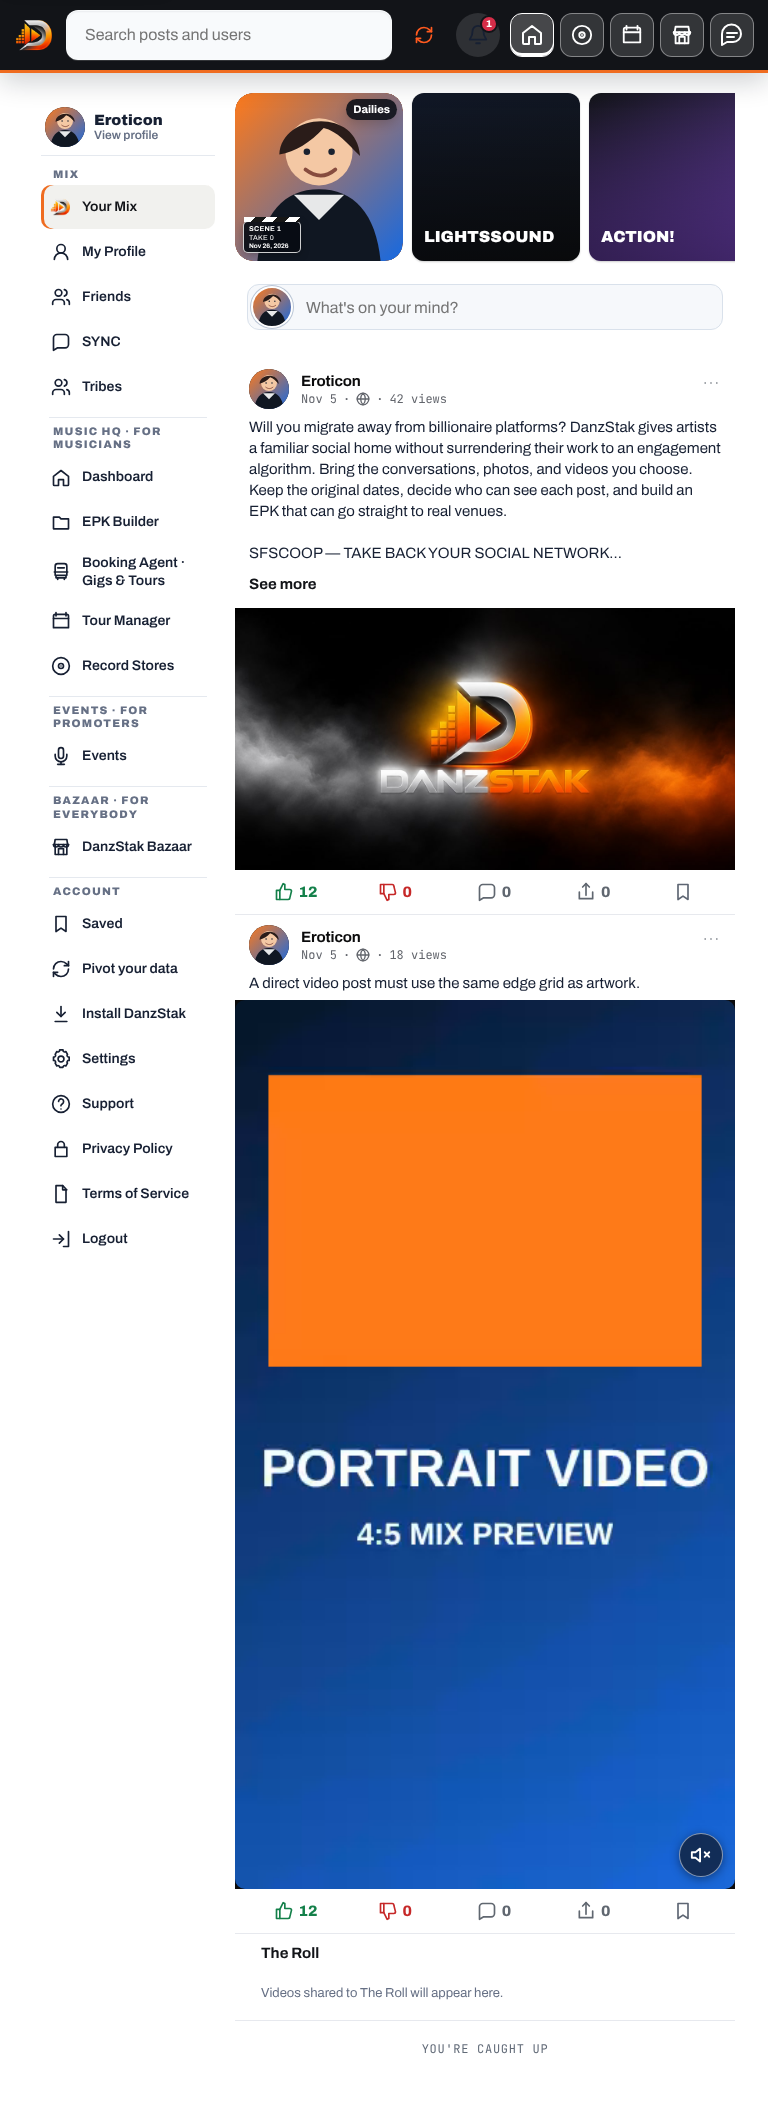 Search posts and users
1
Eroticon
View profile
MIX
Your Mix
My Profile
Friends
SYNC
Tribes
MUSIC HQ · FOR
MUSICIANS
Dashboard
EPK Builder
Booking Agent ·
Gigs & Tours
Tour Manager
Record Stores
EVENTS · FOR
PROMOTERS
Events
BAZAAR · FOR
EVERYBODY
DanzStak Bazaar
ACCOUNT
Saved
Pivot your data
Install DanzStak
Settings
Support
Privacy Policy
Terms of Service
Logout
Dailies
SCENE 1
TAKE 0
Nov 26, 2026
LIGHTSSOUND
ACTION!
What's on your mind?
Eroticon
Nov 5 · · 42 views
Will you migrate away from billionaire platforms? DanzStak gives artists
a familiar social home without surrendering their work to an engagement
algorithm. Bring the conversations, photos, and videos you choose.
Keep the original dates, decide who can see each post, and build an
EPK that can go straight to real venues.
SFSCOOP — TAKE BACK YOUR SOCIAL NETWORK...
See more
DANZSTAK
12 0 0 0
Eroticon
Nov 5 · · 18 views
A direct video post must use the same edge grid as artwork.
PORTRAIT VIDEO
4:5 MIX PREVIEW
12 0 0 0
The Roll
Videos shared to The Roll will appear here.
YOU'RE CAUGHT UP